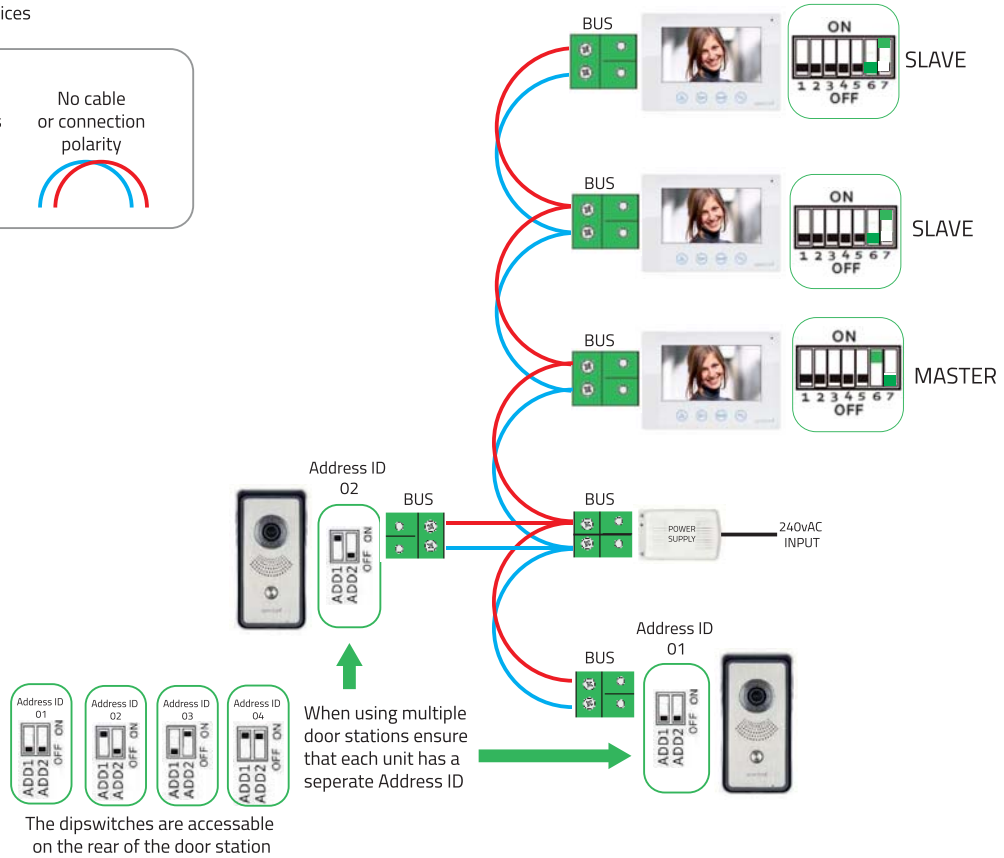 ices
No cable
or connection
polarity
s
BUS
ON
1 2 3 4 5 6 7
OFF
SLAVE
BUS
ON
1 2 3 4 5 6 7
OFF
SLAVE
BUS
ON
1 2 3 4 5 6 7
OFF
MASTER
Address ID
02
BUS
ADD1
ADD2
OFF ON
BUS
POWER
SUPPLY
240vAC
INPUT
Address ID
01
BUS
ADD1
ADD2
OFF ON
Address ID
01
ADD1
ADD2
OFF ON
Address ID
02
ADD1
ADD2
OFF ON
Address ID
03
ADD1
ADD2
OFF ON
Address ID
04
ADD1
ADD2
OFF ON
When using multiple
door stations ensure
that each unit has a
seperate Address ID
The dipswitches are accessable
on the rear of the door station